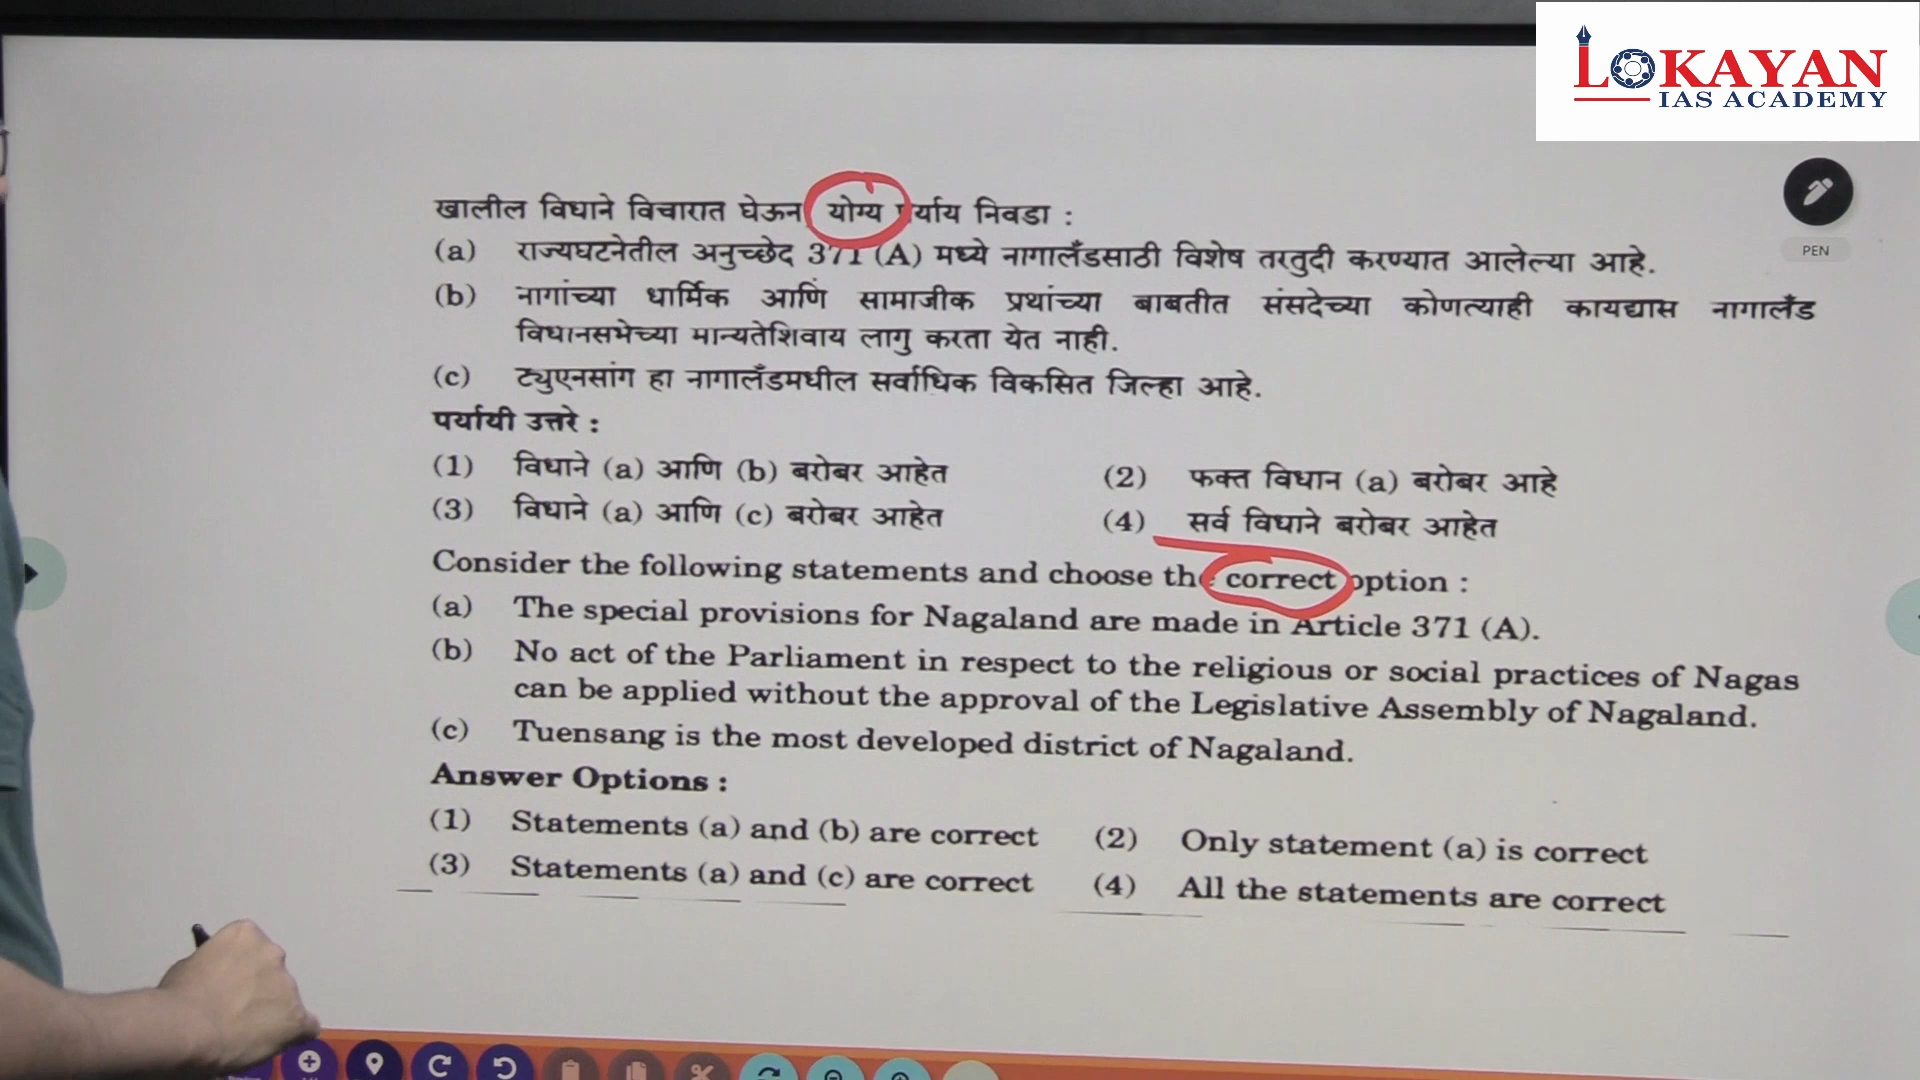 LOKAYAN
IAS ACADEMY
PEN
खालील विधाने विचारात घेऊन योग्य पर्याय निवडा :
(a) राज्यघटनेतील अनुच्छेद 371 (A) मध्ये नागालँडसाठी विशेष तरतुदी करण्यात आलेल्या आहे.
(b) नागांच्या धार्मिक आणि सामाजीक प्रथांच्या बाबतीत संसदेच्या कोणत्याही कायद्यास नागालँड
विधानसभेच्या मान्यतेशिवाय लागु करता येत नाही.
(c) ट्युएनसांग हा नागालँडमधील सर्वाधिक विकसित जिल्हा आहे.
पर्यायी उत्तरे :
(1) विधाने (a) आणि (b) बरोबर आहेत (2) फक्त विधान (a) बरोबर आहे
(3) विधाने (a) आणि (c) बरोबर आहेत (4) सर्व विधाने बरोबर आहेत
Consider the following statements and choose the correct option :
(a) The special provisions for Nagaland are made in Article 371 (A).
(b) No act of the Parliament in respect to the religious or social practices of Nagas
can be applied without the approval of the Legislative Assembly of Nagaland.
(c) Tuensang is the most developed district of Nagaland.
Answer Options :
(1) Statements (a) and (b) are correct (2) Only statement (a) is correct
(3) Statements (a) and (c) are correct (4) All the statements are correct